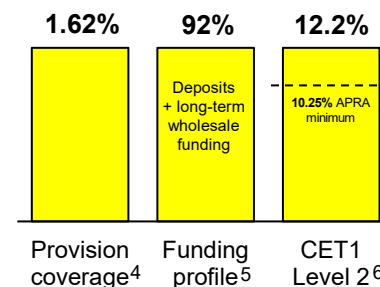 1.62%
92%
12.2%
Deposits
+ long-term
wholesale
funding
10.25% APRA
minimum
Provision
coverage4
Funding
profile5
CET1
Level 26